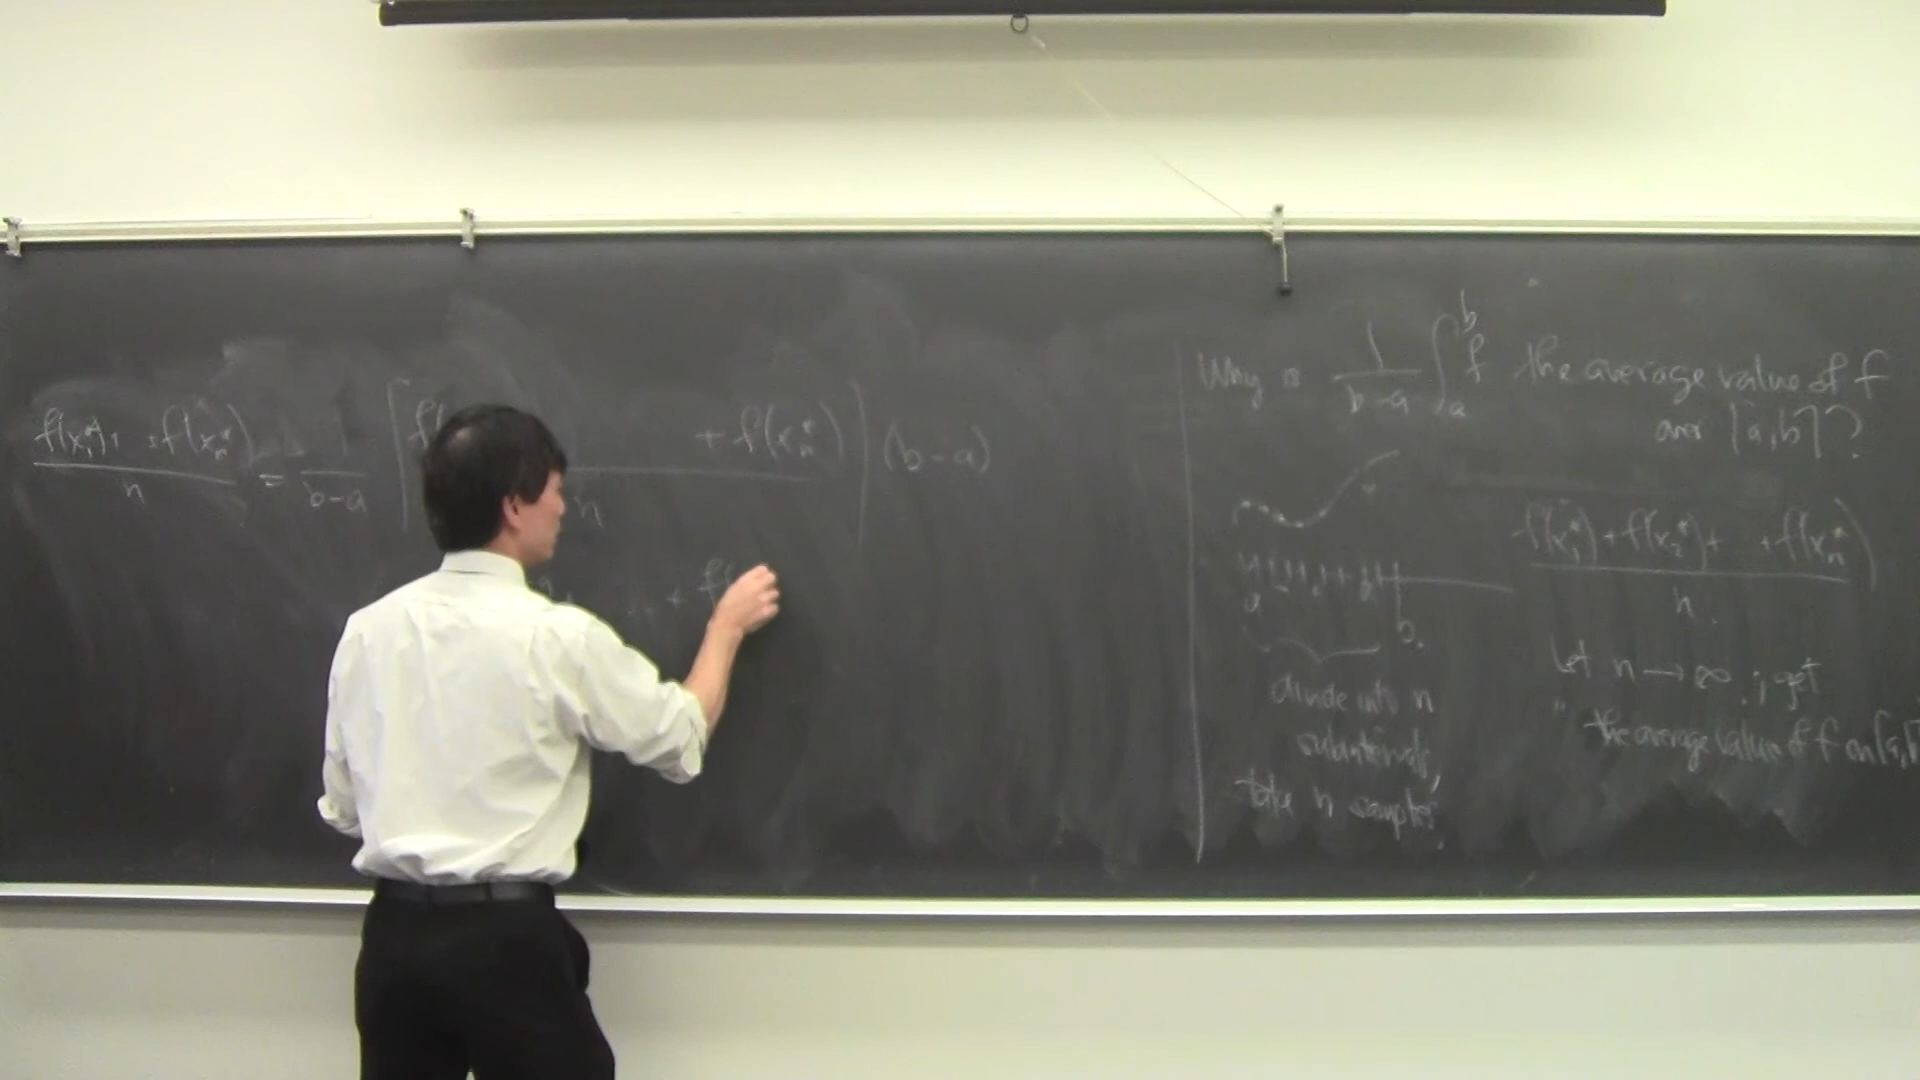 f(x₁*)+ +f(xₙ*) / n = 1/(b-a) [ f( + f(xₙ*) / n ] (b-a)
+ f(
Why is 1/(b-a) ∫ₐᵇ f the average value of f
over [a,b]?
a b.
divide into n
subintervals,
take n samples
f(x₁*)+f(x₂*)+ +f(xₙ*) / n
Let n → ∞; get
" the average value of f on [a,b]